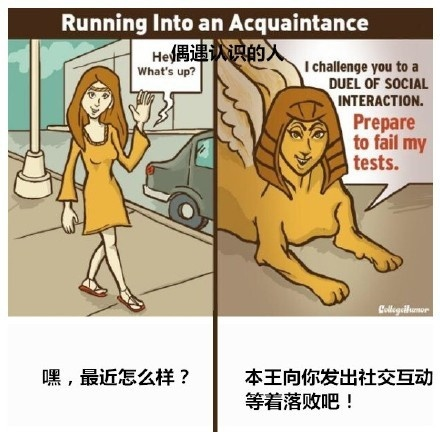 Running Into an Acquaintance
偶遇认识的人
Hey
What's up?
I challenge you to a
DUEL OF SOCIAL
INTERACTION.
Prepare
to fail my
tests.
CollegeHumor
嘿，最近怎么样？
本王向你发出社交互动
等着落败吧！